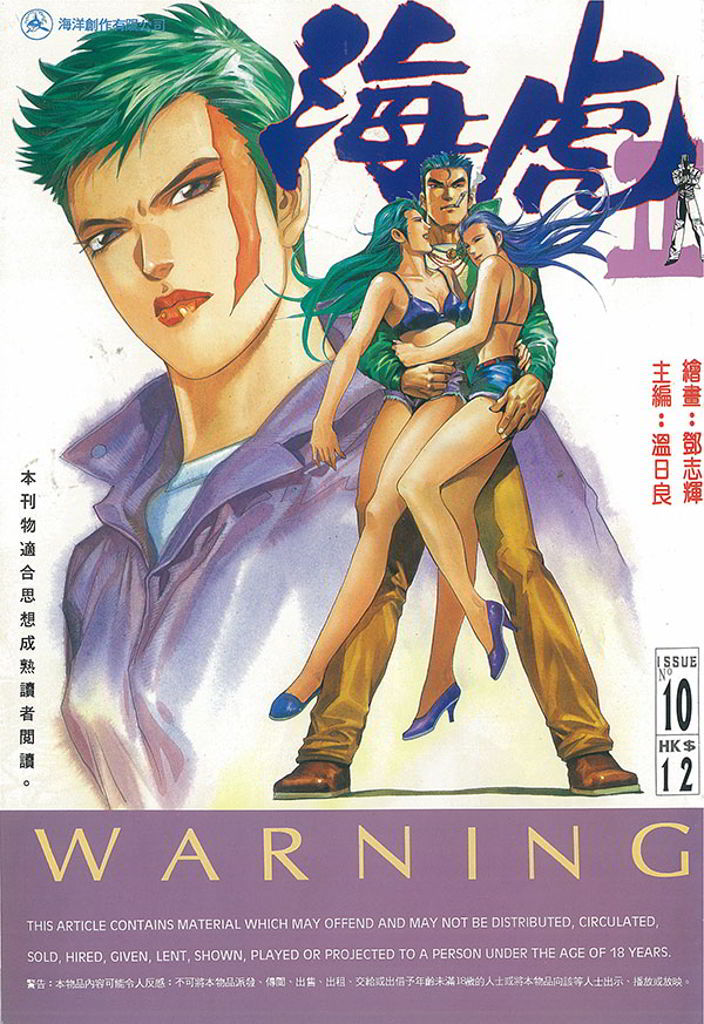 海洋創作有限公司
海虎
II
繪畫：鄧志輝
主編：溫日良
本刊物適合思想成熟讀者閱讀。
ISSUE
Nº
10
HK$
12
WARNING
THIS ARTICLE CONTAINS MATERIAL WHICH MAY OFFEND AND MAY NOT BE DISTRIBUTED, CIRCULATED,
SOLD, HIRED, GIVEN, LENT, SHOWN, PLAYED OR PROJECTED TO A PERSON UNDER THE AGE OF 18 YEARS.
警告：本物品內容可能令人反感：不可將本物品派發、傳閱、出售、出租、交給或出借予年齡未滿18歲的人士或將本物品向該等人士出示、播放或放映。